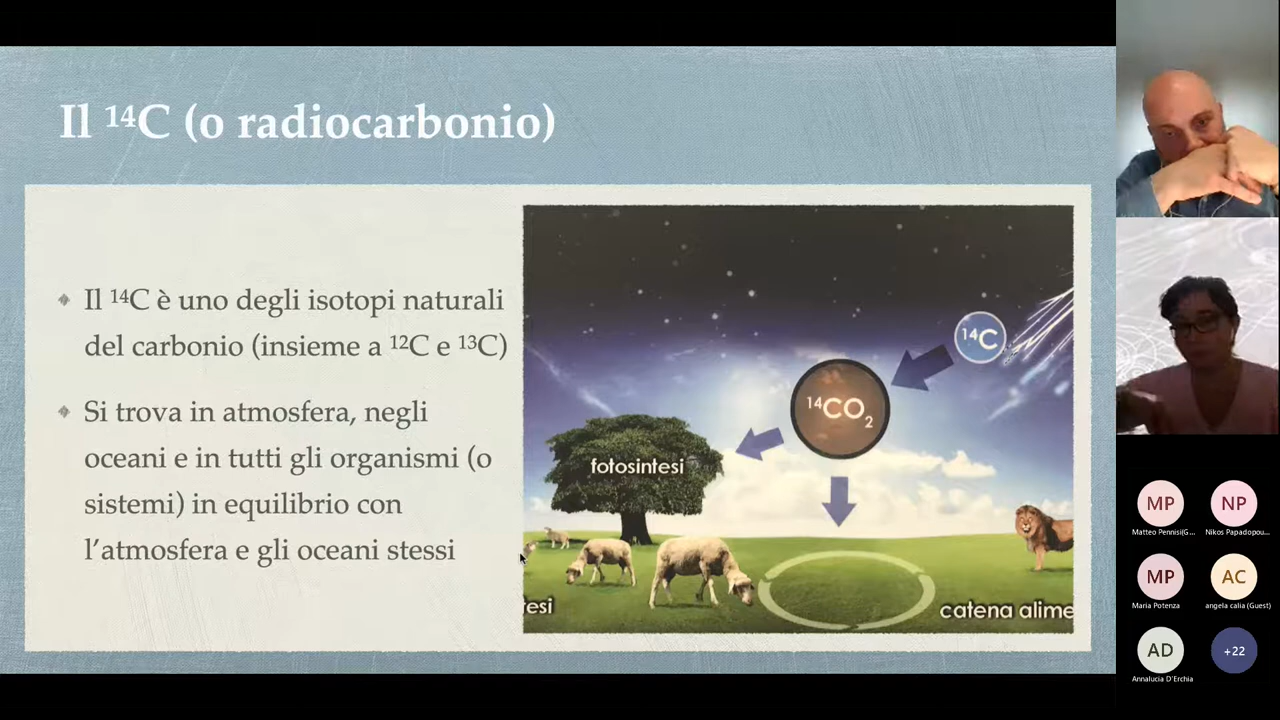 Il ¹⁴C (o radiocarbonio)
Il ¹⁴C è uno degli isotopi naturali
del carbonio (insieme a ¹²C e ¹³C)
Si trova in atmosfera, negli
oceani e in tutti gli organismi (o
sistemi) in equilibrio con
l’atmosfera e gli oceani stessi
¹⁴C
¹⁴CO₂
fotosintesi
tesi
catena alime
MP
NP
Matteo Pennisi(G...
Nikos Papadopou...
MP
AC
Maria Potenza
angela calia (Guest)
AD
+22
Annalucia D'Erchia